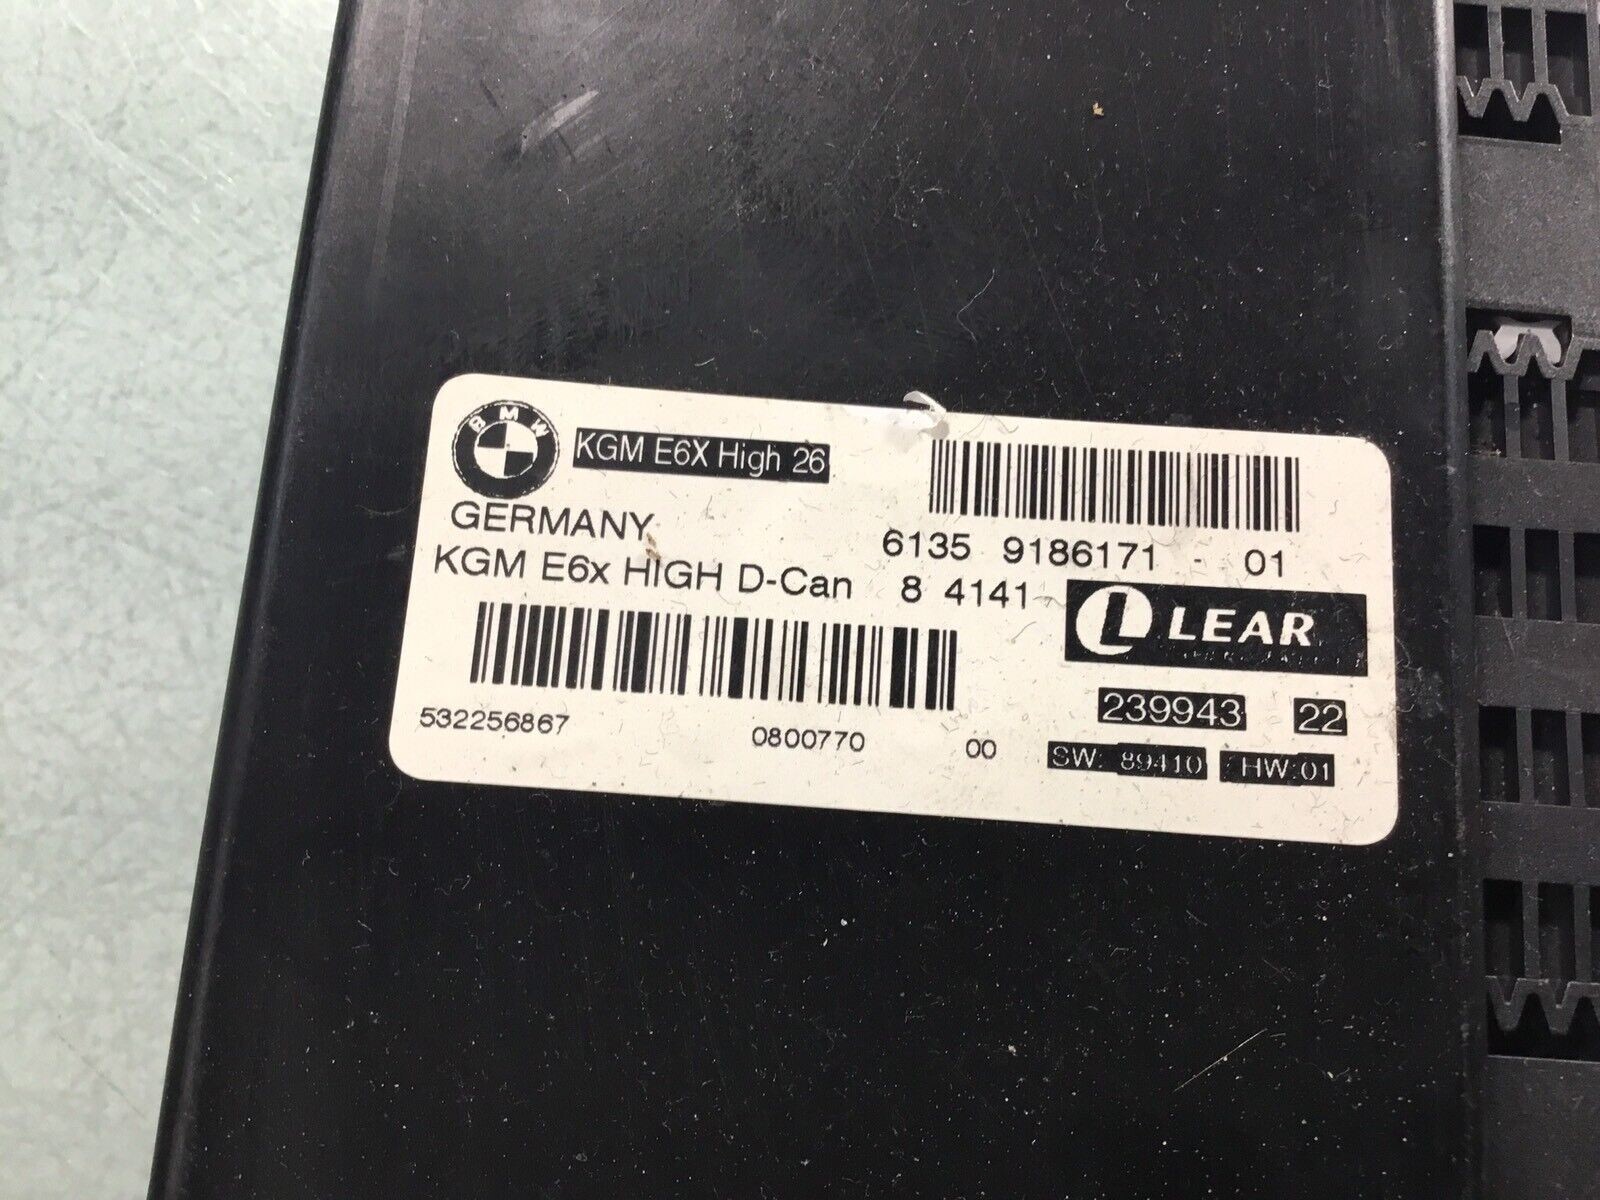 BMW
KGM E6X High 26
GERMANY
6135 9186171 - 01
KGM E6x HIGH D-Can 8 4141
LEAR
532256867 0800770 00
239943 22
SW: 89410 HW:01